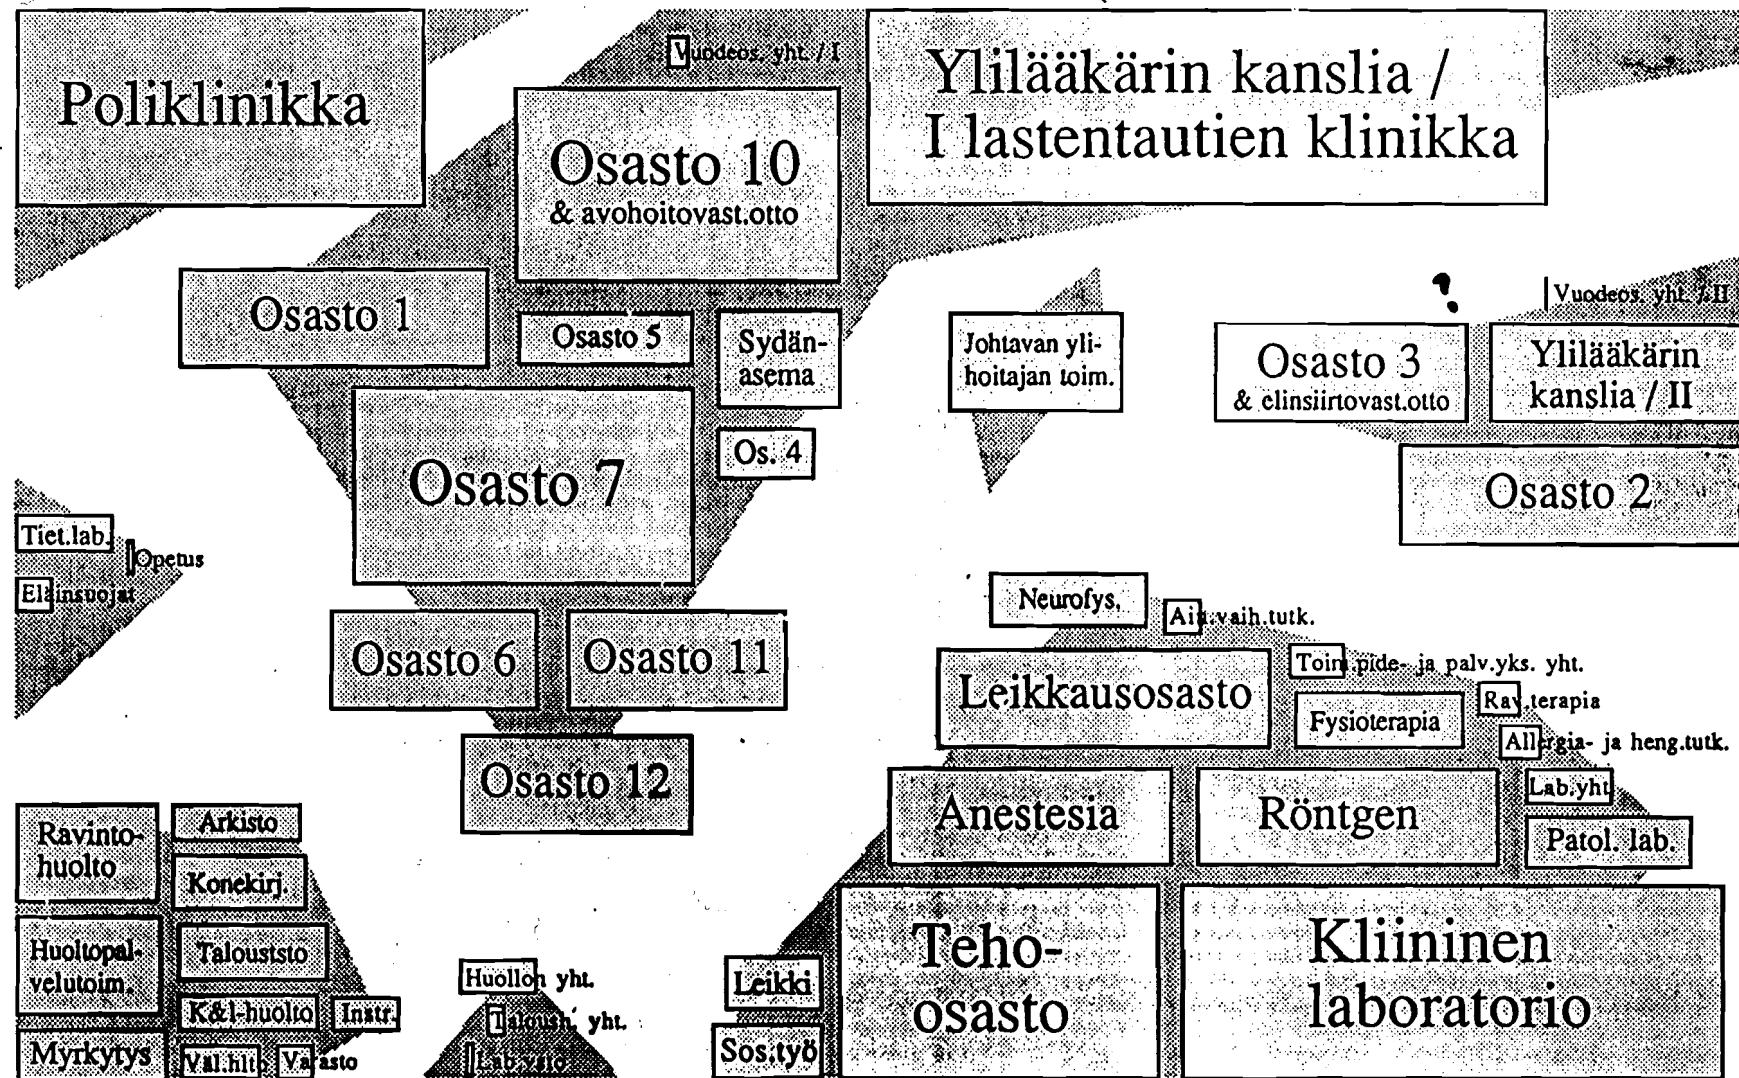 Poliklinikka
Vuodeos. yht. / I
Osasto 10
& avohoitovast.otto
Ylilääkärin kanslia /
I lastentautien klinikka
Osasto 1
Osasto 5
Sydän-
asema
Osasto 7
Os. 4
Johtavan yli-
hoitajan toim.
?
Vuodeos. yht. / II
Osasto 3
& elinsiirtovast.otto
Ylilääkärin
kanslia / II
Osasto 2
Tiet.lab.
Opetus
Eläinsuojat
Osasto 6
Osasto 11
Osasto 12
Neurofys.
Ain.vaih.tutk.
Leikkausosasto
Toim.pide- ja palv.yks. yht.
Fysioterapia
Rav.terapia
Allergia- ja heng.tutk.
Anestesia
Röntgen
Lab.yht
Patol. lab.
Teho-
osasto
Kliininen
laboratorio
Leikki
Sos.työ
Ravinto-
huolto
Arkisto
Konekirj.
Huoltopal-
velutoim.
Talouststo
K&l-huolto
Instr.
Myrkytys
Väl.hlto
Varasto
Huollon yht.
Taloush. yht.
Lab.vsto